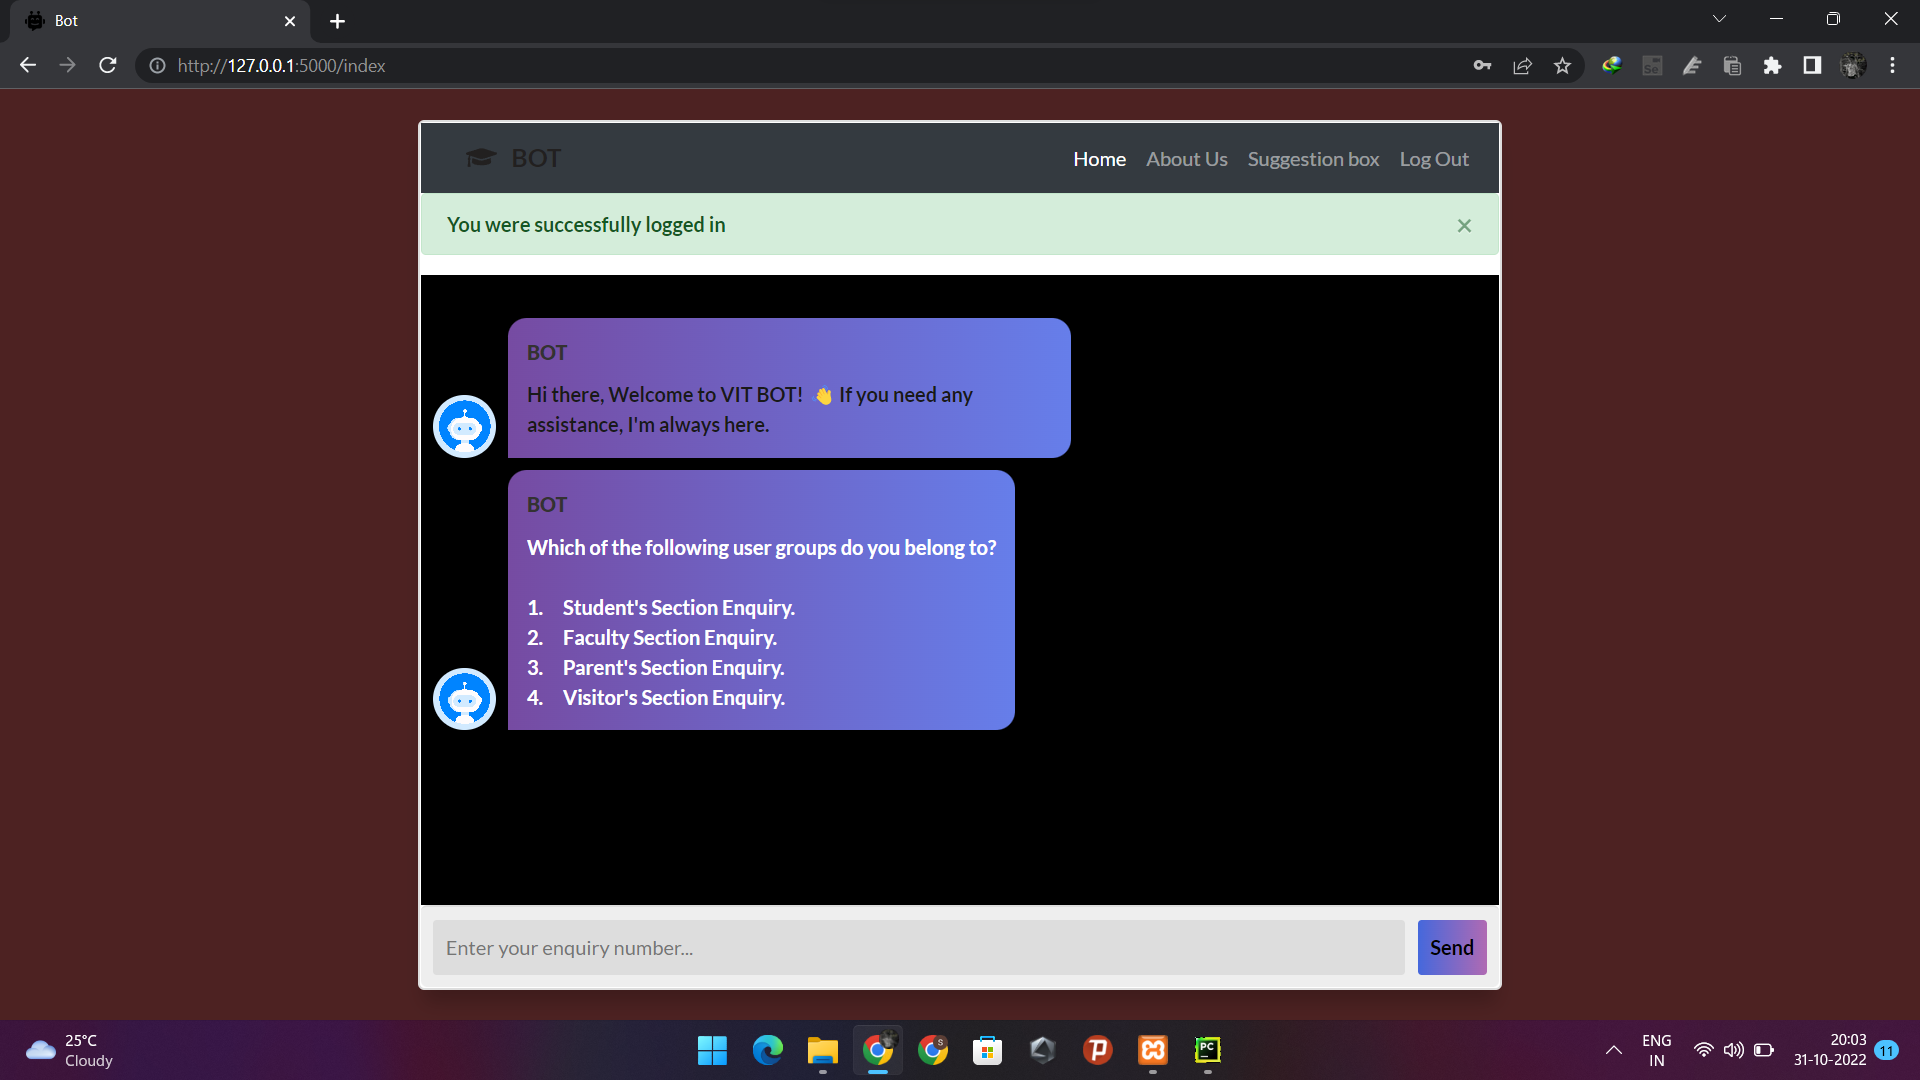 Bot
http://127.0.0.1:5000/index
Se
BOT
Home About Us Suggestion box Log Out
You were successfully logged in
BOT
Hi there, Welcome to VIT BOT! 👋 If you need any
assistance, I'm always here.
BOT
Which of the following user groups do you belong to?
1. Student's Section Enquiry.
2. Faculty Section Enquiry.
3. Parent's Section Enquiry.
4. Visitor's Section Enquiry.
Enter your enquiry number...
Send
25°C
Cloudy
S
PC
ENG
IN
20:03
31-10-2022
11